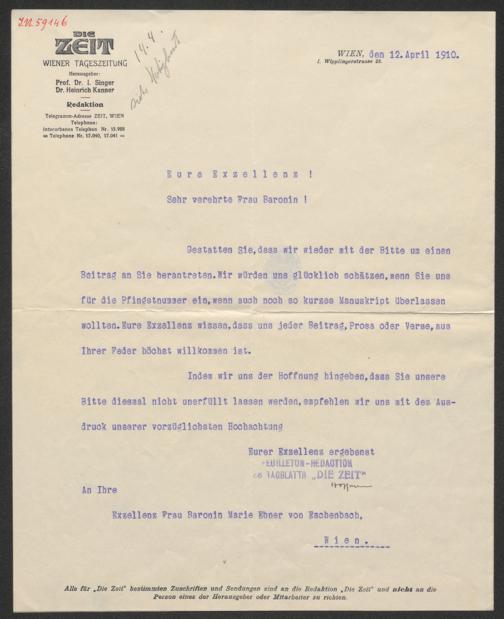 IN 59146
DIE
ZEIT
WIENER TAGESZEITUNG
Herausgeber:
Prof. Dr. I. Singer
Dr. Heinrich Kanner
Redaktion
Telegramm-Adresse ZEIT, WIEN
Telephone:
Interurbanes Telephon Nr. 15.988
Telephone Nr. 17.040, 17.041
14.4.
siehe
WIEN, den 12.April 1910.
I. Wipplingerstrasse 38.
Eure Exzellenz !
Sehr verehrte Frau Baronin !
Gestatten Sie,dass wir wieder mit der Bitte um einen
Beitrag an Sie herantreten.Wir würden uns glücklich schätzen,wenn Sie uns
für die Pfingstnummer ein,wenn auch noch so kurzes Manuskript überlassen
wollten.Eure Exzellenz wissen,dass uns jeder Beitrag,Prosa oder Verse,aus
Ihrer Feder höchst willkommen ist.
Indem wir uns der Hoffnung hingeben,dass Sie unsere
Bitte diesmal nicht unerfüllt lassen werden,empfehlen wir uns mit dem Aus-
druck unserer vorzüglichsten Hochachtung
Eurer Exzellenz ergebenst
FEUILLETON-REDACTION
TAGBLATTS „DIE ZEIT"
An Ihre
Exzellenz Frau Baronin Marie Ebner von Eschenbach,
Wien.
Alle für „Die Zeit" bestimmten Zuschriften und Sendungen sind an die Redaktion „Die Zeit" und nicht an die
Person eines der Herausgeber oder Mitarbeiter zu richten.